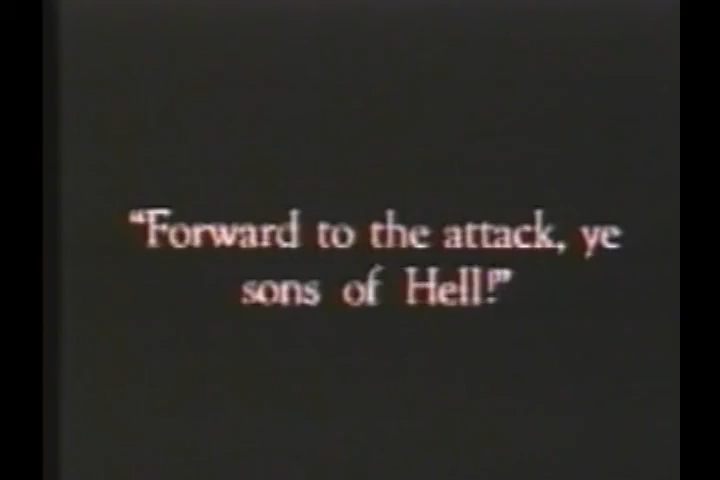 “Forward to the attack, ye
sons of Hell!”